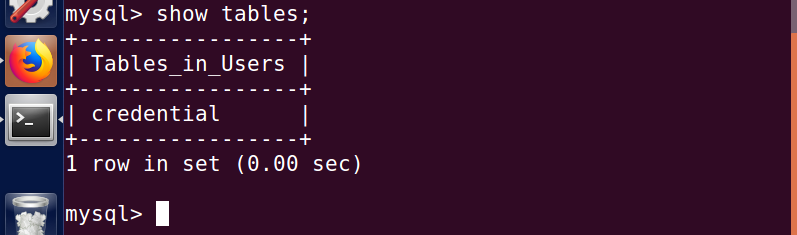 mysql> show tables;
+-----------------+
| Tables_in_Users |
+-----------------+
| credential      |
+-----------------+
1 row in set (0.00 sec)
mysql>